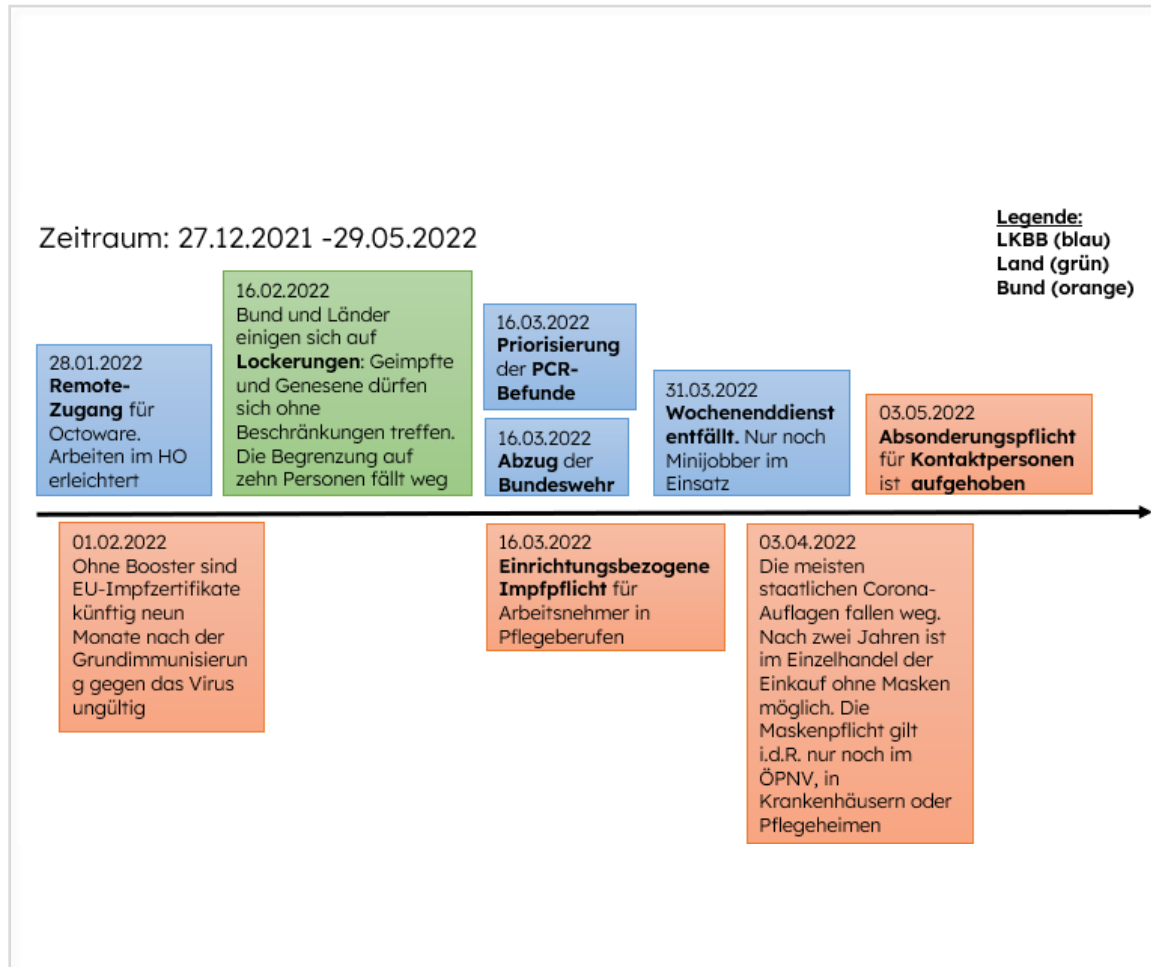 Zeitraum: 27.12.2021 -29.05.2022
Legende:
LKBB (blau)
Land (grün)
Bund (orange)
28.01.2022
Remote-
Zugang für
Octoware.
Arbeiten im HO
erleichtert
16.02.2022
Bund und Länder
einigen sich auf
Lockerungen: Geimpfte
und Genesene dürfen
sich ohne
Beschränkungen treffen.
Die Begrenzung auf
zehn Personen fällt weg
16.03.2022
Priorisierung
der PCR-
Befunde
16.03.2022
Abzug der
Bundeswehr
31.03.2022
Wochenenddienst
entfällt. Nur noch
Minijobber im
Einsatz
03.05.2022
Absonderungspflicht
für Kontaktpersonen
ist aufgehoben
01.02.2022
Ohne Booster sind
EU-Impfzertifikate
künftig neun
Monate nach der
Grundimmunisierun
g gegen das Virus
ungültig
16.03.2022
Einrichtungsbezogene
Impfpflicht für
Arbeitsnehmer in
Pflegeberufen
03.04.2022
Die meisten
staatlichen Corona-
Auflagen fallen weg.
Nach zwei Jahren ist
im Einzelhandel der
Einkauf ohne Masken
möglich. Die
Maskenpflicht gilt
i.d.R. nur noch im
ÖPNV, in
Krankenhäusern oder
Pflegeheimen